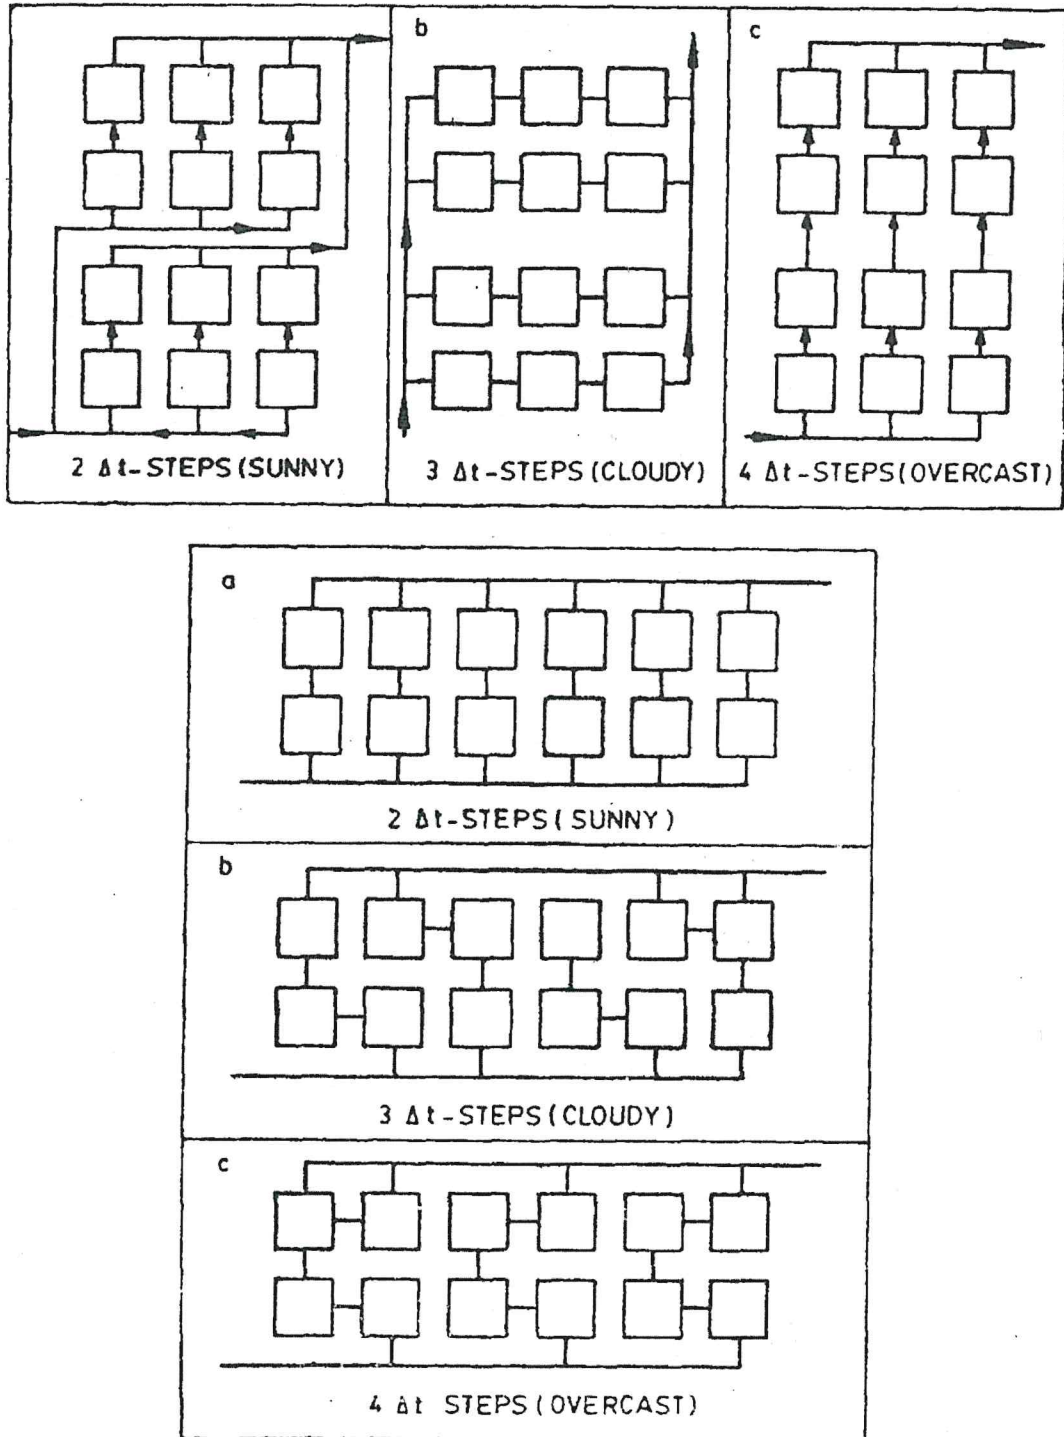 b
c
2 Δt-STEPS(SUNNY)
3 Δt-STEPS(CLOUDY)
4 Δt-STEPS(OVERCAST)
a
2 Δt-STEPS(SUNNY)
b
3 Δt-STEPS(CLOUDY)
c
4 Δt STEPS(OVERCAST)